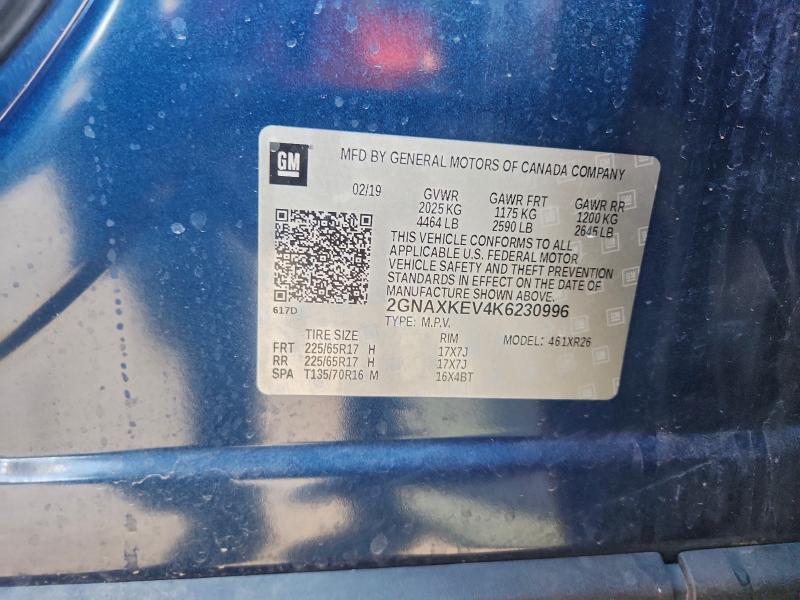 GM
MFD BY GENERAL MOTORS OF CANADA COMPANY
02/19 GVWR GAWR FRT GAWR RR
2025 KG 1175 KG 1200 KG
4464 LB 2590 LB 2645 LB
THIS VEHICLE CONFORMS TO ALL
APPLICABLE U.S. FEDERAL MOTOR
VEHICLE SAFETY AND THEFT PREVENTION
STANDARDS IN EFFECT ON THE DATE OF
MANUFACTURE SHOWN ABOVE.
617D 2GNAXKEV4K6230996
TYPE: M.P.V.
TIRE SIZE RIM MODEL: 461XR26
FRT 225/65R17 H 17X7J
RR 225/65R17 H 17X7J
SPA T135/70R16 M 16X4BT